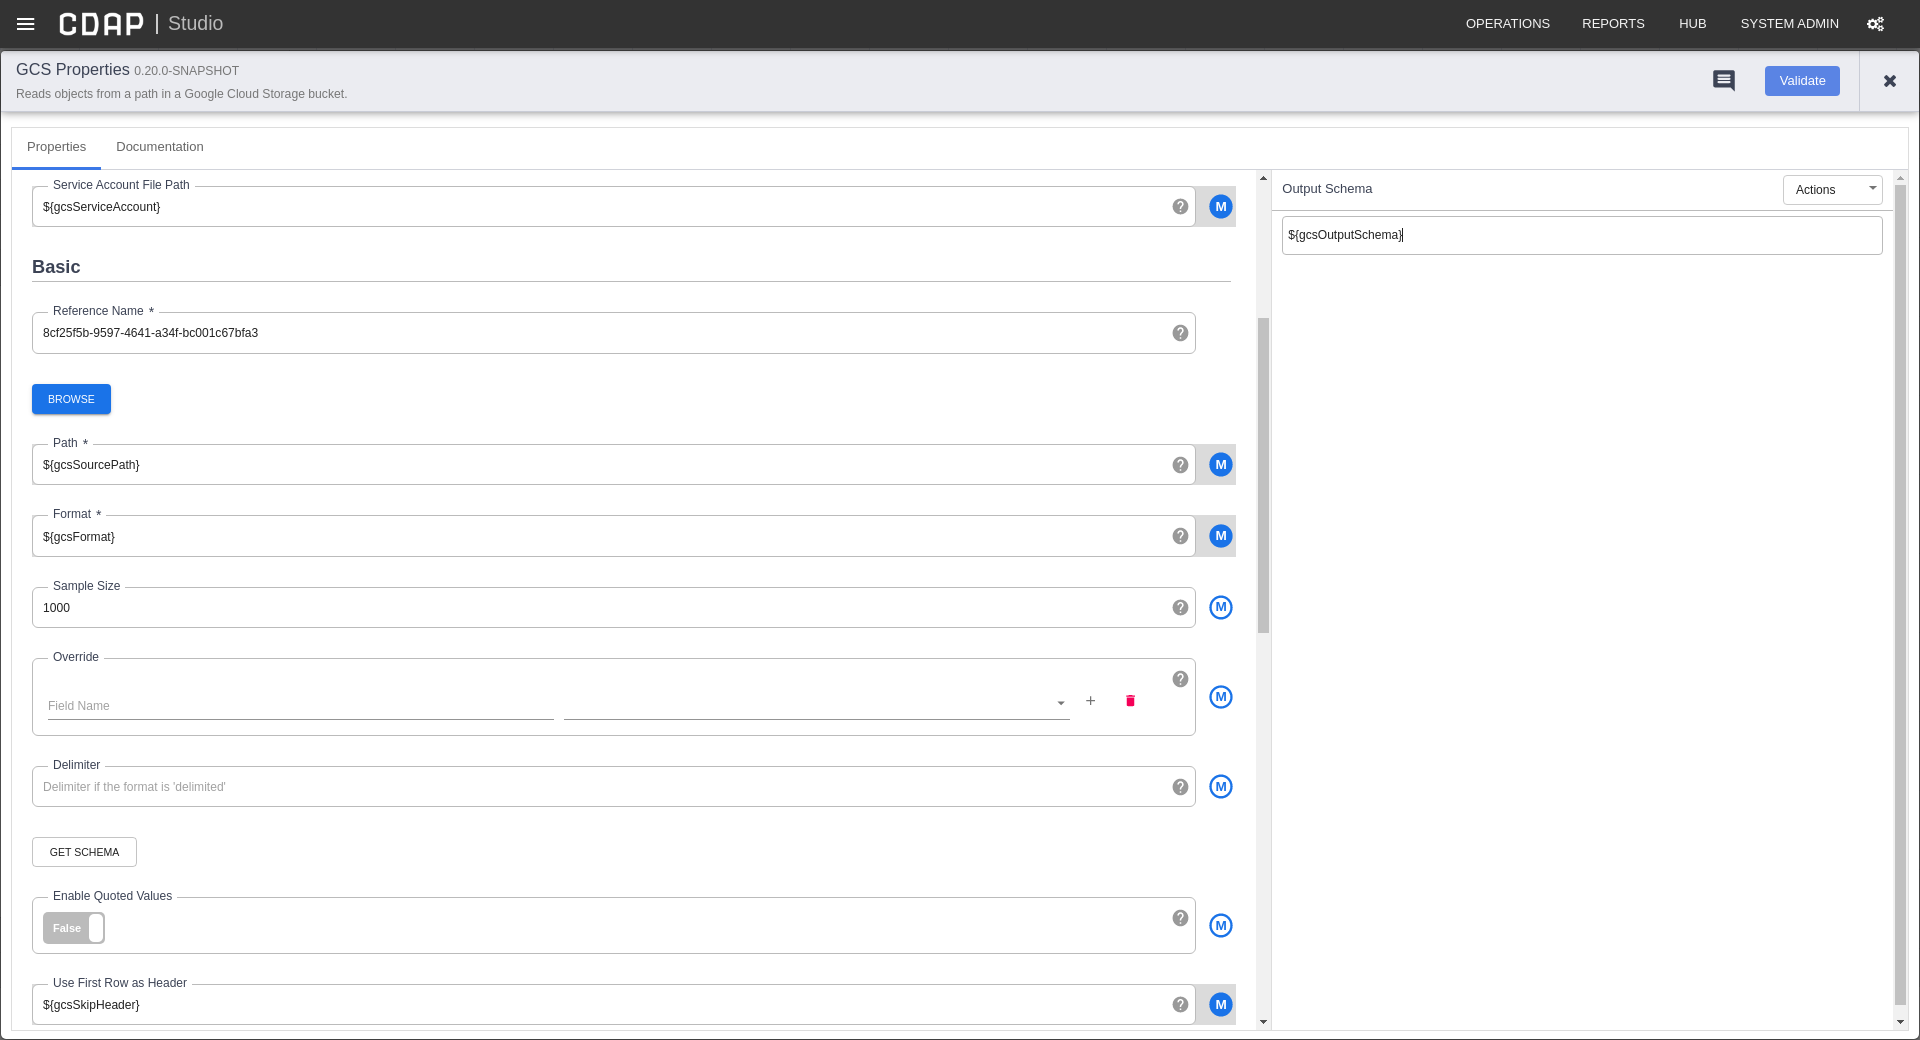 CDAP | Studio
OPERATIONS REPORTS HUB SYSTEM ADMIN
GCS Properties 0.20.0-SNAPSHOT
Reads objects from a path in a Google Cloud Storage bucket.
Validate
Properties Documentation
Service Account File Path
${gcsServiceAccount}
M
Basic
Reference Name *
8cf25f5b-9597-4641-a34f-bc001c67bfa3
BROWSE
Path *
${gcsSourcePath}
M
Format *
${gcsFormat}
M
Sample Size
1000
M
Override
Field Name
M
Delimiter
Delimiter if the format is 'delimited'
M
GET SCHEMA
Enable Quoted Values
False
M
Use First Row as Header
${gcsSkipHeader}
M
Output Schema
Actions
${gcsOutputSchema}